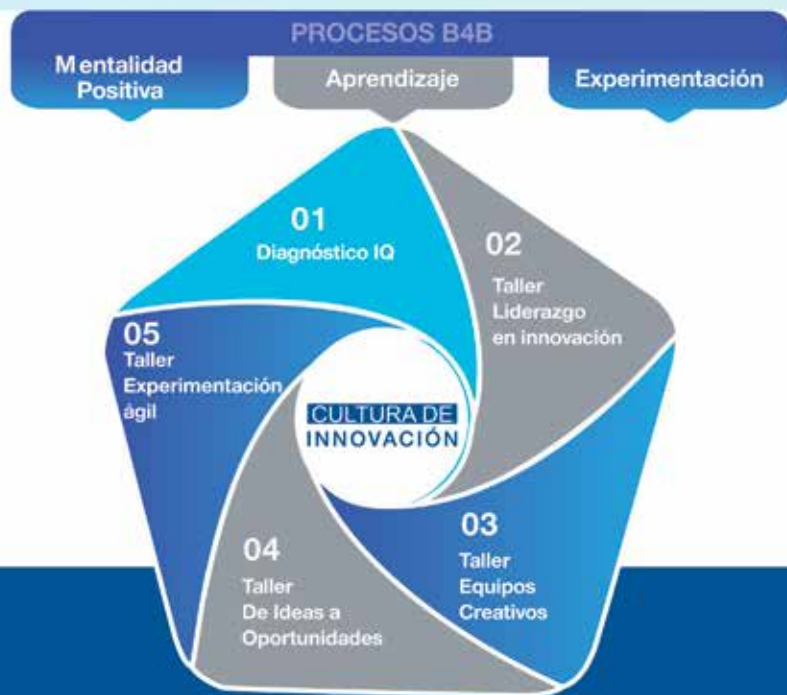 PROCESOS B4B
Mentalidad
Positiva
Aprendizaje
Experimentación
01
Diagnóstico IQ
02
Taller
Liderazgo
en innovación
03
Taller
Equipos
Creativos
04
Taller
De Ideas a
Oportunidades
05
Taller
Experimentación
ágil
CULTURA DE
INNOVACIÓN